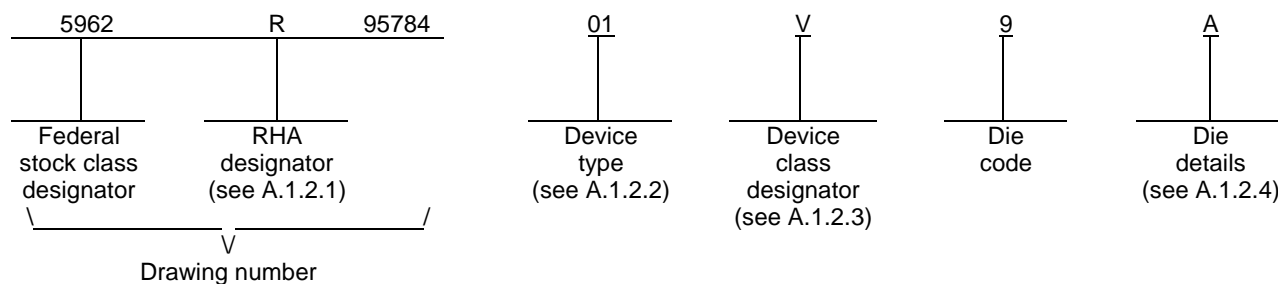 5962 R 95784 01 V 9 A
Federal stock class designator
RHA designator (see A.1.2.1)
Device type (see A.1.2.2)
Device class designator (see A.1.2.3)
Die code
Die details (see A.1.2.4)
Drawing number